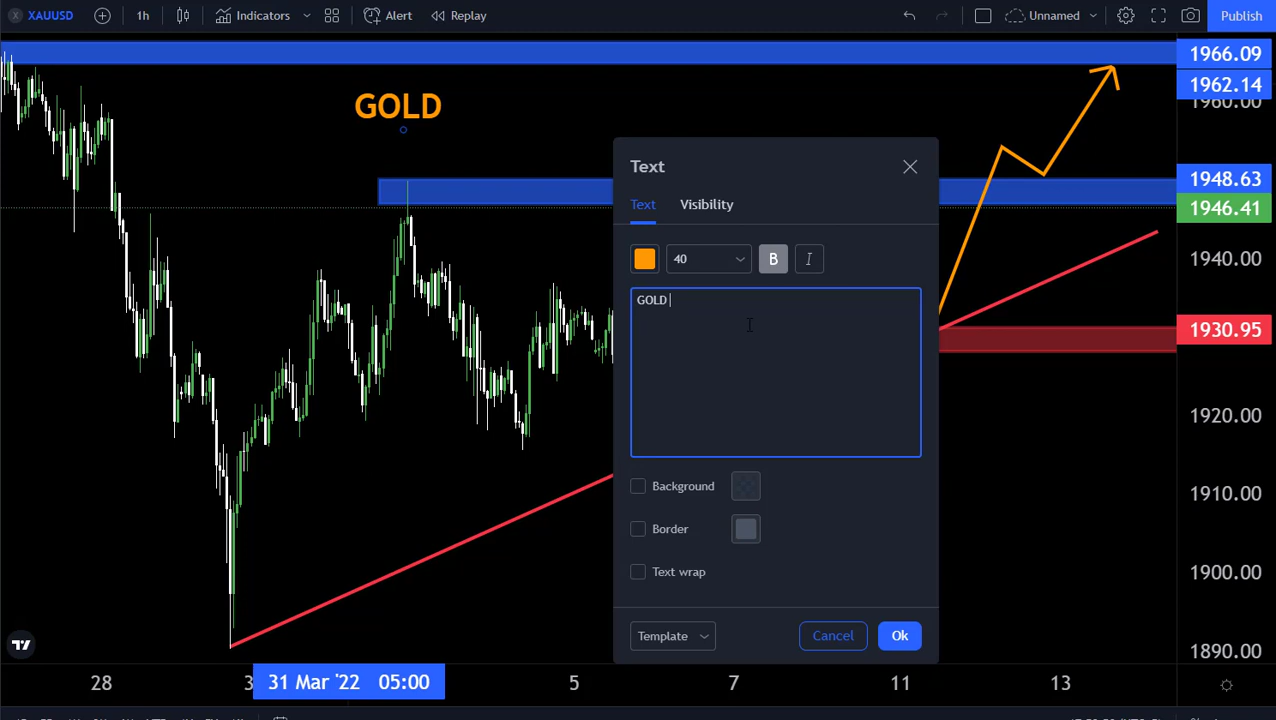 XAUUSD
1h
Indicators
Alert
Replay
Unnamed
Publish
GOLD
1966.09
1962.14
1960.00
1948.63
1946.41
1940.00
1930.95
1920.00
1910.00
1900.00
1890.00
Text
Text
Visibility
40
B
I
GOLD
Background
Border
Text wrap
Template
Cancel
Ok
28
31 Mar '22 05:00
5
7
11
13